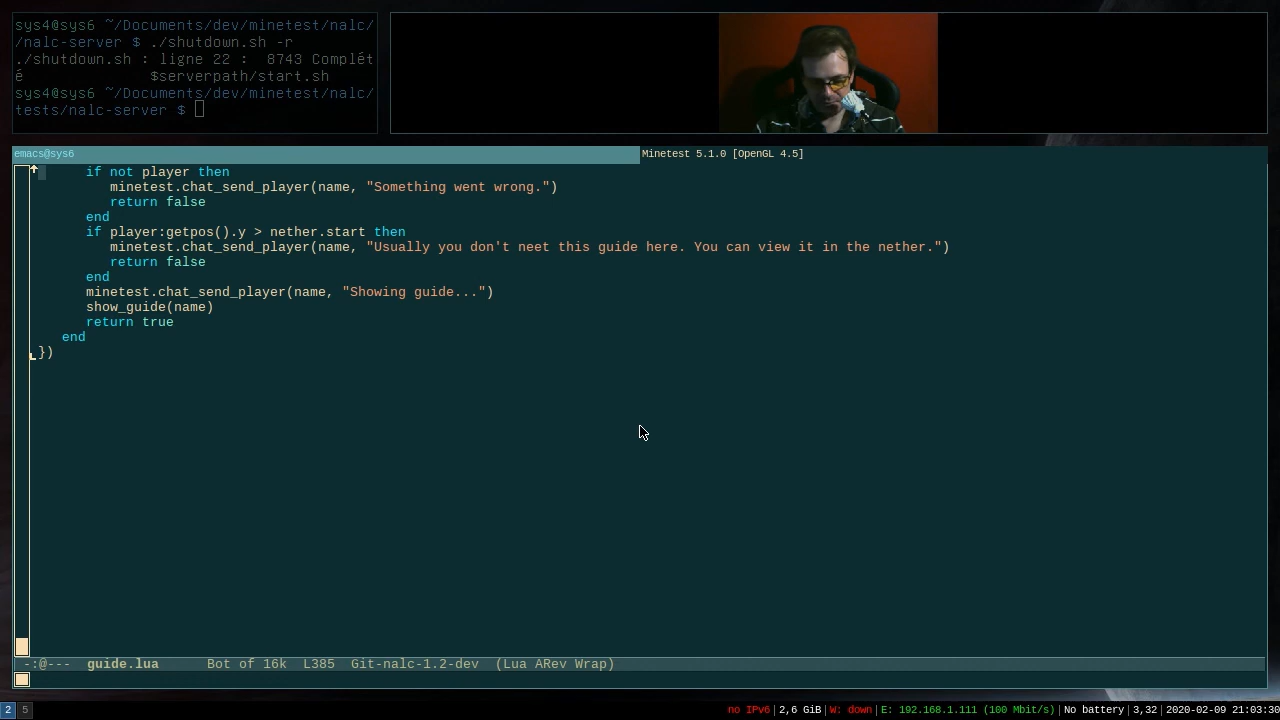 sys4@sys6 ~/Documents/dev/minetest/nalc/
/nalc-server $ ./shutdown.sh -r
./shutdown.sh : ligne 22 :  8743 Complét
é                $serverpath/start.sh
sys4@sys6 ~/Documents/dev/minetest/nalc/
tests/nalc-server $
emacs@sys6
Minetest 5.1.0 [OpenGL 4.5]
if not player then
minetest.chat_send_player(name, "Something went wrong.")
return false
end
if player:getpos().y > nether.start then
minetest.chat_send_player(name, "Usually you don't neet this guide here. You can view it in the nether.")
return false
end
minetest.chat_send_player(name, "Showing guide...")
show_guide(name)
return true
end
})
-:@---  guide.lua      Bot of 16k  L385  Git-nalc-1.2-dev  (Lua ARev Wrap)
2 5 no IPv6|2,6 GiB|W: down|E: 192.168.1.111 (100 Mbit/s)|No battery|3,32|2020-02-09 21:03:30